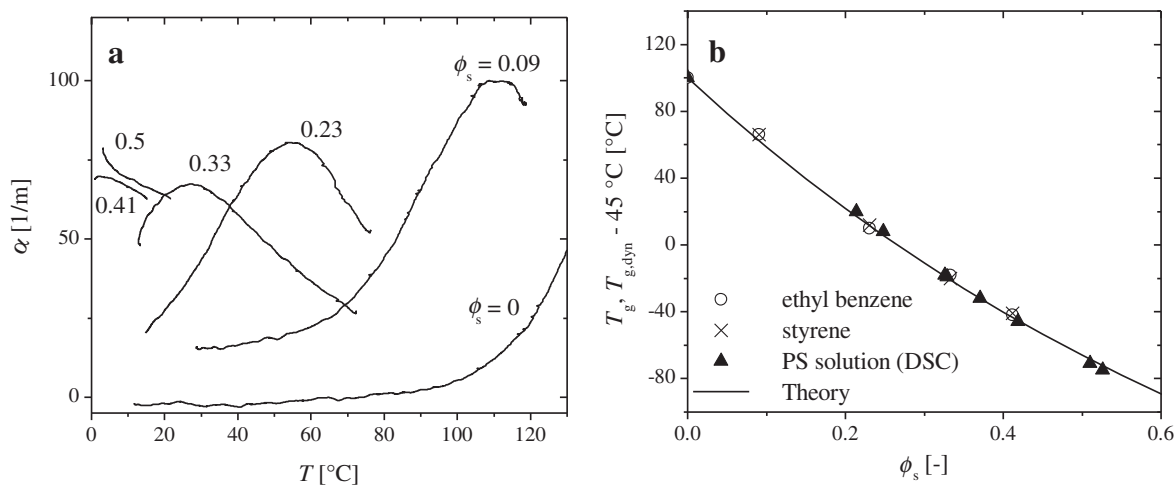 a
ϕs = 0.09
0.23
0.5
0.33
0.41
ϕs = 0
100
50
0
α [1/m]
0 20 40 60 80 100 120
T [°C]
b
120
80
40
0
-40
-80
Tg, Tg,dyn - 45 °C [°C]
ethyl benzene
styrene
PS solution (DSC)
Theory
0.0 0.2 0.4 0.6
ϕs [-]